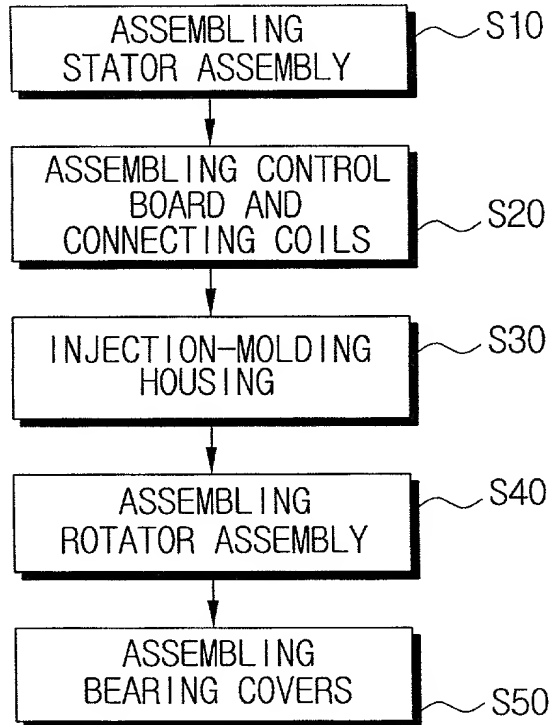 ASSEMBLING
STATOR ASSEMBLY
S10
ASSEMBLING CONTROL
BOARD AND
CONNECTING COILS
S20
INJECTION-MOLDING
HOUSING
S30
ASSEMBLING
ROTATOR ASSEMBLY
S40
ASSEMBLING
BEARING COVERS
S50